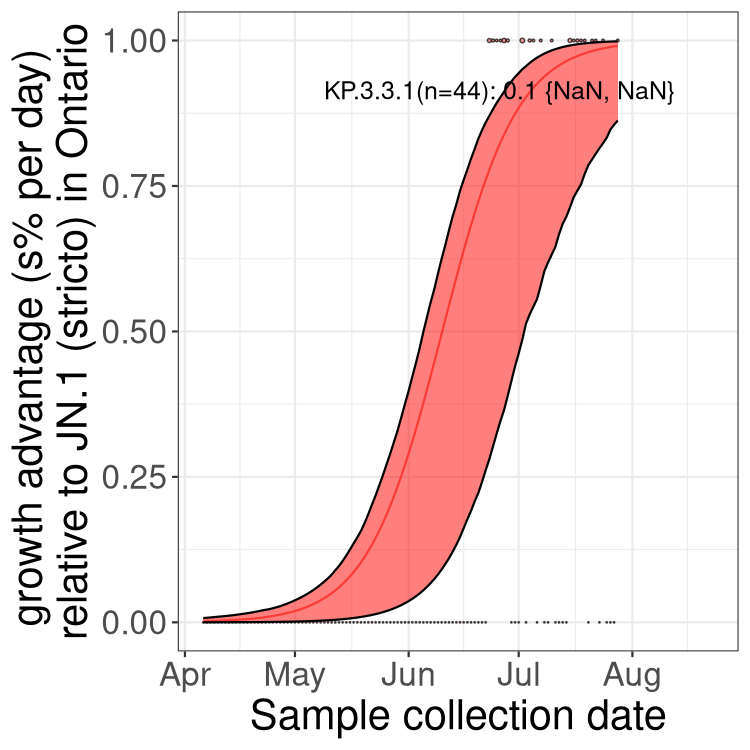 growth advantage (s% per day)
relative to JN.1 (stricto) in Ontario
1.00
0.75
0.50
0.25
0.00
KP.3.3.1(n=44): 0.1 {NaN, NaN}
Apr May Jun Jul Aug
Sample collection date